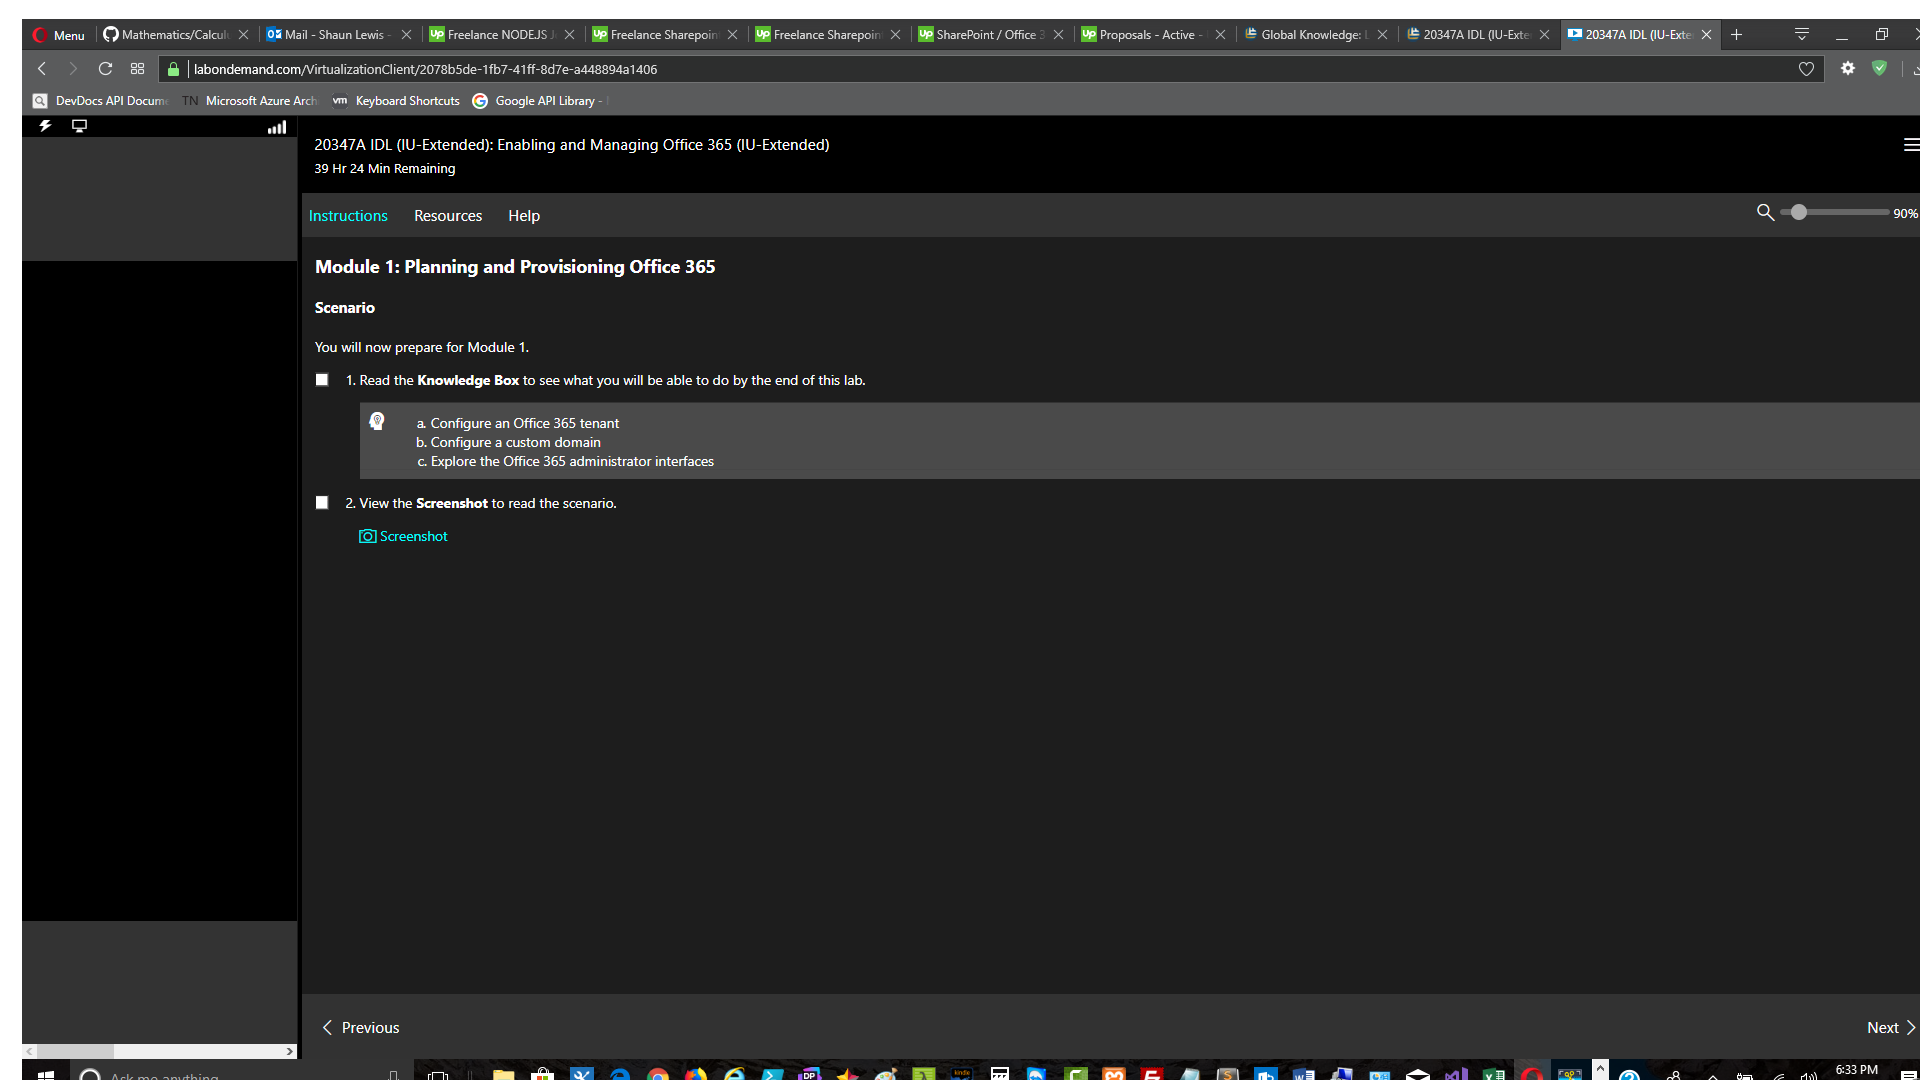 Menu
Mathematics/Calcul
Mail - Shaun Lewis -
Freelance NODEJS J
Freelance Sharepoin
Freelance Sharepoin
SharePoint / Office 3
Proposals - Active -
Global Knowledge: L
20347A IDL (IU-Exte
20347A IDL (IU-Exte
labondemand.com/VirtualizationClient/2078b5de-1fb7-41ff-8d7e-a448894a1406
DevDocs API Docume
TN Microsoft Azure Arch
vm Keyboard Shortcuts
Google API Library -
20347A IDL (IU-Extended): Enabling and Managing Office 365 (IU-Extended)
39 Hr 24 Min Remaining
Instructions Resources Help
90%
Module 1: Planning and Provisioning Office 365
Scenario
You will now prepare for Module 1.
1. Read the Knowledge Box to see what you will be able to do by the end of this lab.
a. Configure an Office 365 tenant
b. Configure a custom domain
c. Explore the Office 365 administrator interfaces
2. View the Screenshot to read the scenario.
Screenshot
Previous
Next
Ask me anything
6:33 PM